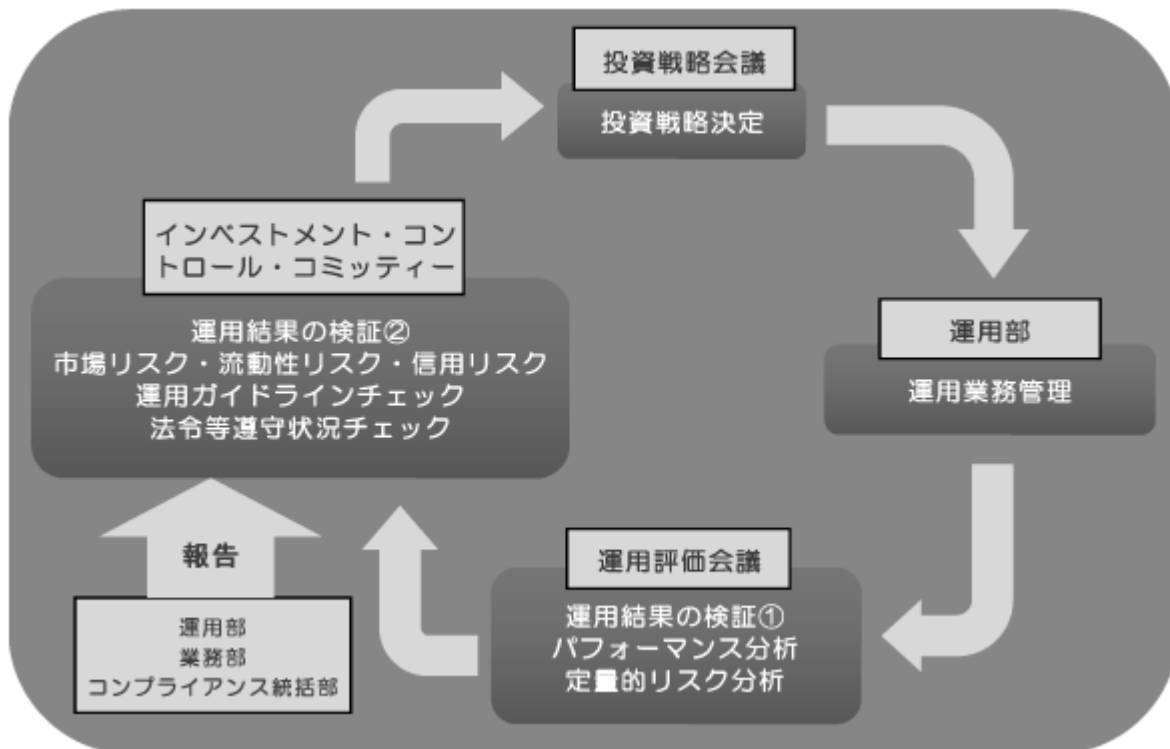 投資戦略会議
投資戦略決定
運用部
運用業務管理
運用評価会議
運用結果の検証①
パフォーマンス分析
定量的リスク分析
インベストメント・コン
トロール・コミッティー
運用結果の検証②
市場リスク・流動性リスク・信用リスク
運用ガイドラインチェック
法令等遵守状況チェック
報告
運用部
業務部
コンプライアンス統括部